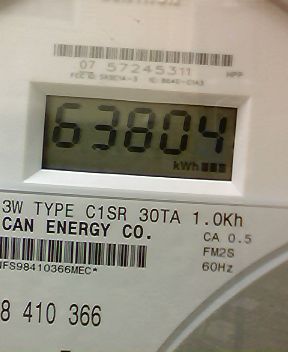 07 57245311
HPP
63804
kWh
3W TYPE C1SR 30TA 1.0Kh
CAN ENERGY CO.
CA 0.5
FM2S
60Hz
NFS98410366MEC*
8 410 366